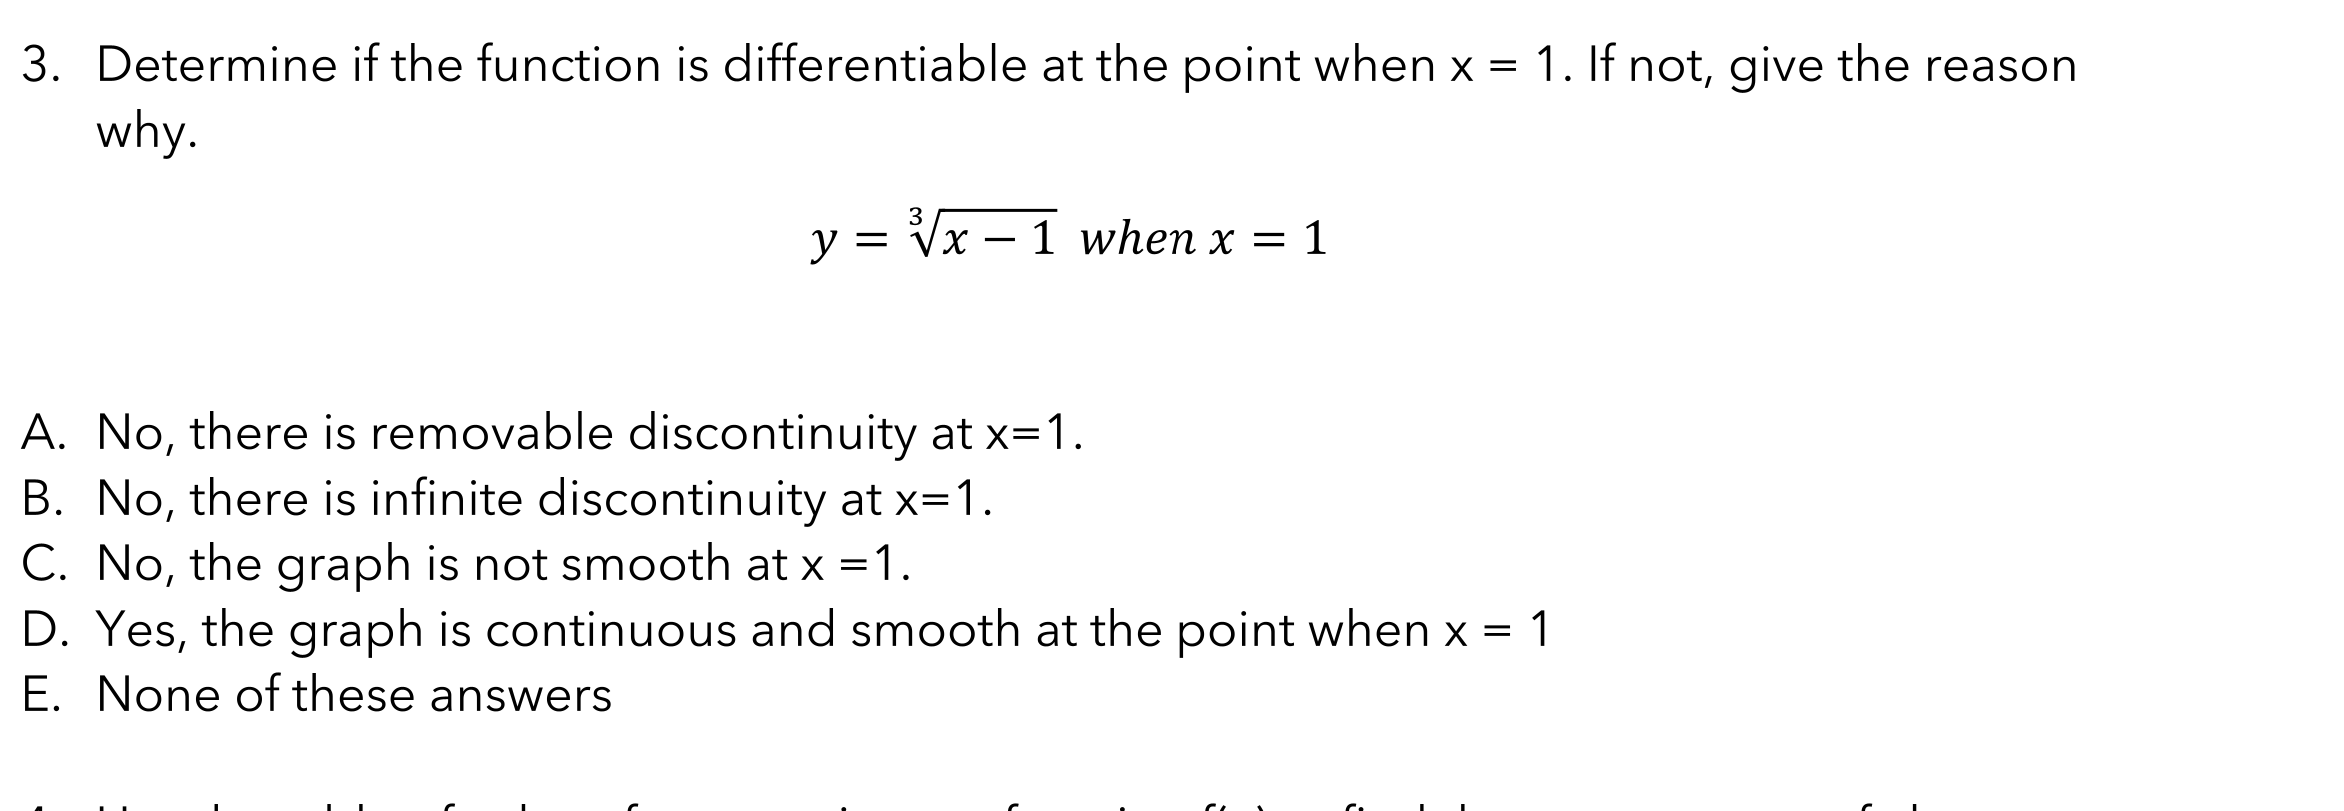 3. Determine if the function is differentiable at the point when x = 1. If not, give the reason
why.
y = ∛(x − 1) when x = 1
A. No, there is removable discontinuity at x=1.
B. No, there is infinite discontinuity at x=1.
C. No, the graph is not smooth at x =1.
D. Yes, the graph is continuous and smooth at the point when x = 1
E. None of these answers